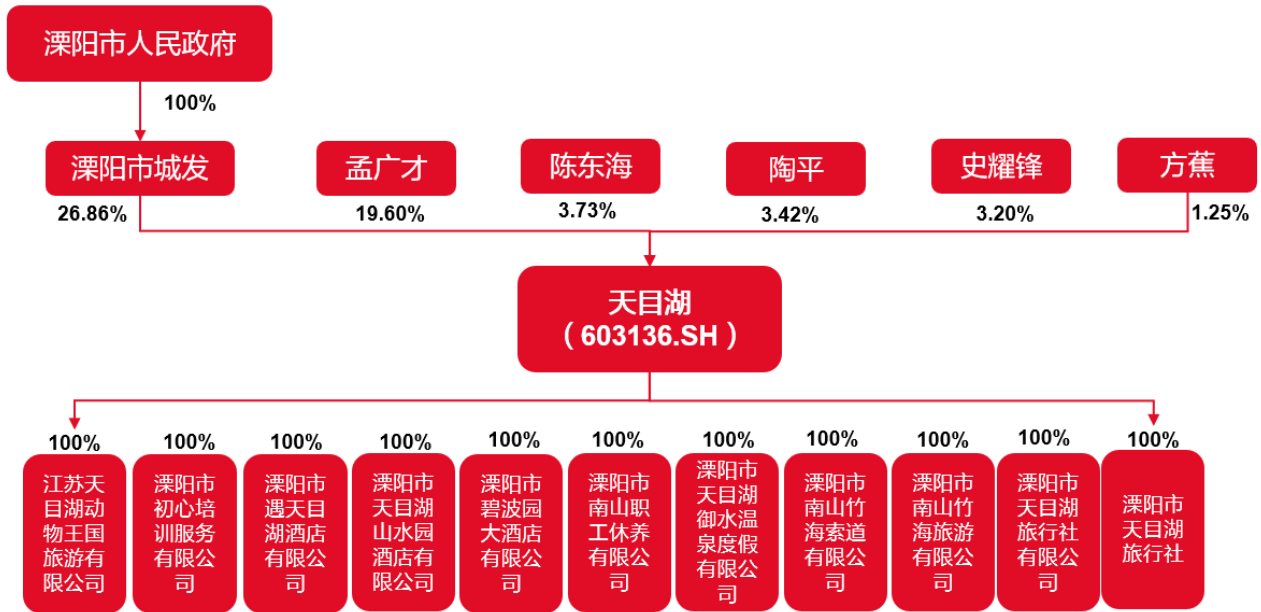 溧阳市人民政府
100%
溧阳市城发
孟广才
陈东海
陶平
史耀锋
方蕉
26.86%
19.60%
3.73%
3.42%
3.20%
1.25%
天目湖
（603136.SH）
100%
100%
100%
100%
100%
100%
100%
100%
100%
100%
100%
江苏天
目湖动
物王国
旅游有
限公司
溧阳市
初心培
训服务
有限公
司
溧阳市
遇天目
湖酒店
有限公
司
溧阳市
天目湖
山水园
酒店有
限公司
溧阳市
碧波园
大酒店
有限公
司
溧阳市
南山职
工休养
有限公
司
溧阳市
天目湖
御水温
泉度假
有限公
司
溧阳市
南山竹
海索道
有限公
司
溧阳市
南山竹
海旅游
有限公
司
溧阳市
天目湖
旅行社
有限公
司
溧阳市
天目湖
旅行社